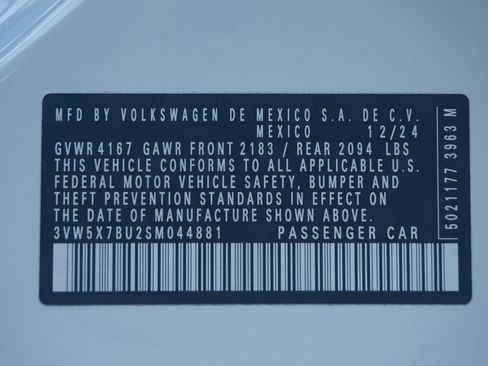 MFD BY VOLKSWAGEN DE MEXICO S.A. DE C.V.
MEXICO 12/24
GVWR 4167 GAWR FRONT 2183 / REAR 2094 LBS
THIS VEHICLE CONFORMS TO ALL APPLICABLE U.S.
FEDERAL MOTOR VEHICLE SAFETY, BUMPER AND
THEFT PREVENTION STANDARDS IN EFFECT ON
THE DATE OF MANUFACTURE SHOWN ABOVE.
3VW5X7BU2SM044881 PASSENGER CAR
5021177 3963 M